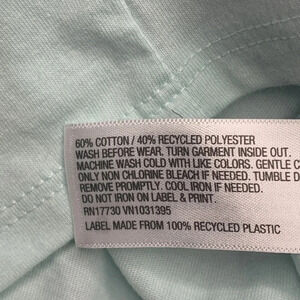 60% COTTON / 40% RECYCLED POLYESTER
WASH BEFORE WEAR. TURN GARMENT INSIDE OUT.
MACHINE WASH COLD WITH LIKE COLORS. GENTLE C
ONLY NON CHLORINE BLEACH IF NEEDED. TUMBLE D
REMOVE PROMPTLY. COOL IRON IF NEEDED.
DO NOT IRON ON LABEL & PRINT.
RN17730 VN1031395
LABEL MADE FROM 100% RECYCLED PLASTIC